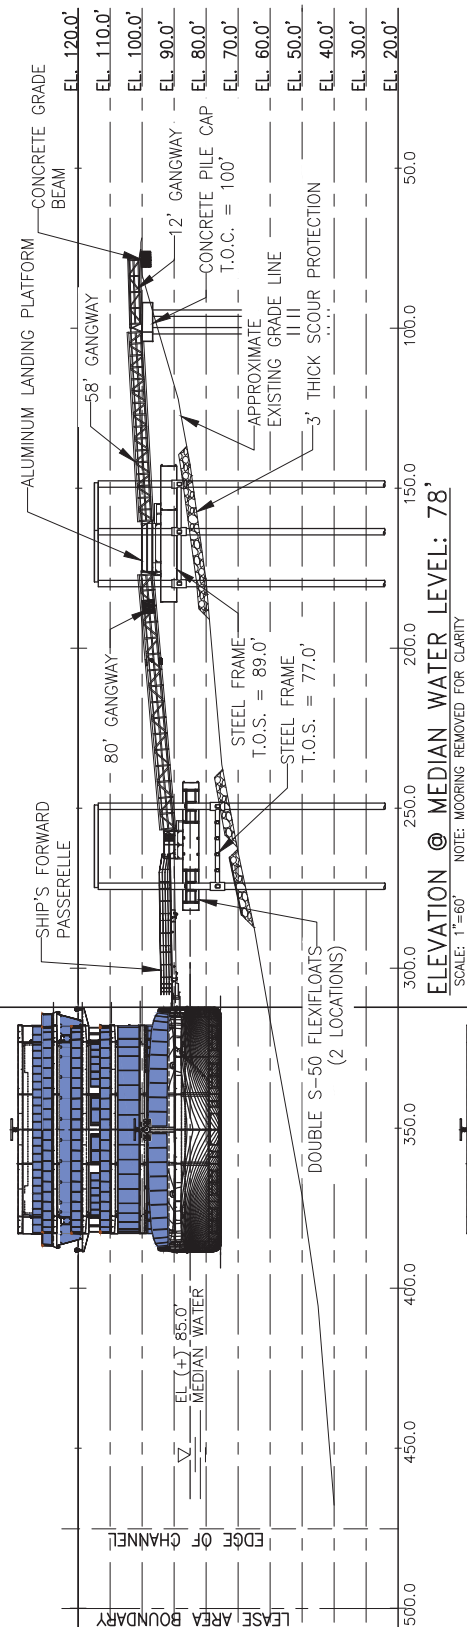 EL. 120.0'
EL. 110.0'
EL. 100.0'
EL. 90.0'
EL. 80.0'
EL. 70.0'
EL. 60.0'
EL. 50.0'
EL. 40.0'
EL. 30.0'
EL. 20.0'
LEASE AREA BOUNDARY
EDGE OF CHANNEL
EL (+) 85.0'
MEDIAN WATER
SHIP'S FORWARD
PASSERELLE
80' GANGWAY
ALUMINUM LANDING PLATFORM
58' GANGWAY
CONCRETE GRADE
BEAM
12' GANGWAY
CONCRETE PILE CAP
T.O.C. = 100'
APPROXIMATE
EXISTING GRADE LINE
3' THICK SCOUR PROTECTION
STEEL FRAME
T.O.S. = 89.0'
STEEL FRAME
T.O.S. = 77.0'
DOUBLE S-50 FLEXIFLOATS
(2 LOCATIONS)
500.0
450.0
400.0
350.0
300.0
250.0
200.0
150.0
100.0
50.0
ELEVATION @ MEDIAN WATER LEVEL: 78'
SCALE: 1"=60'
NOTE: MOORING REMOVED FOR CLARITY